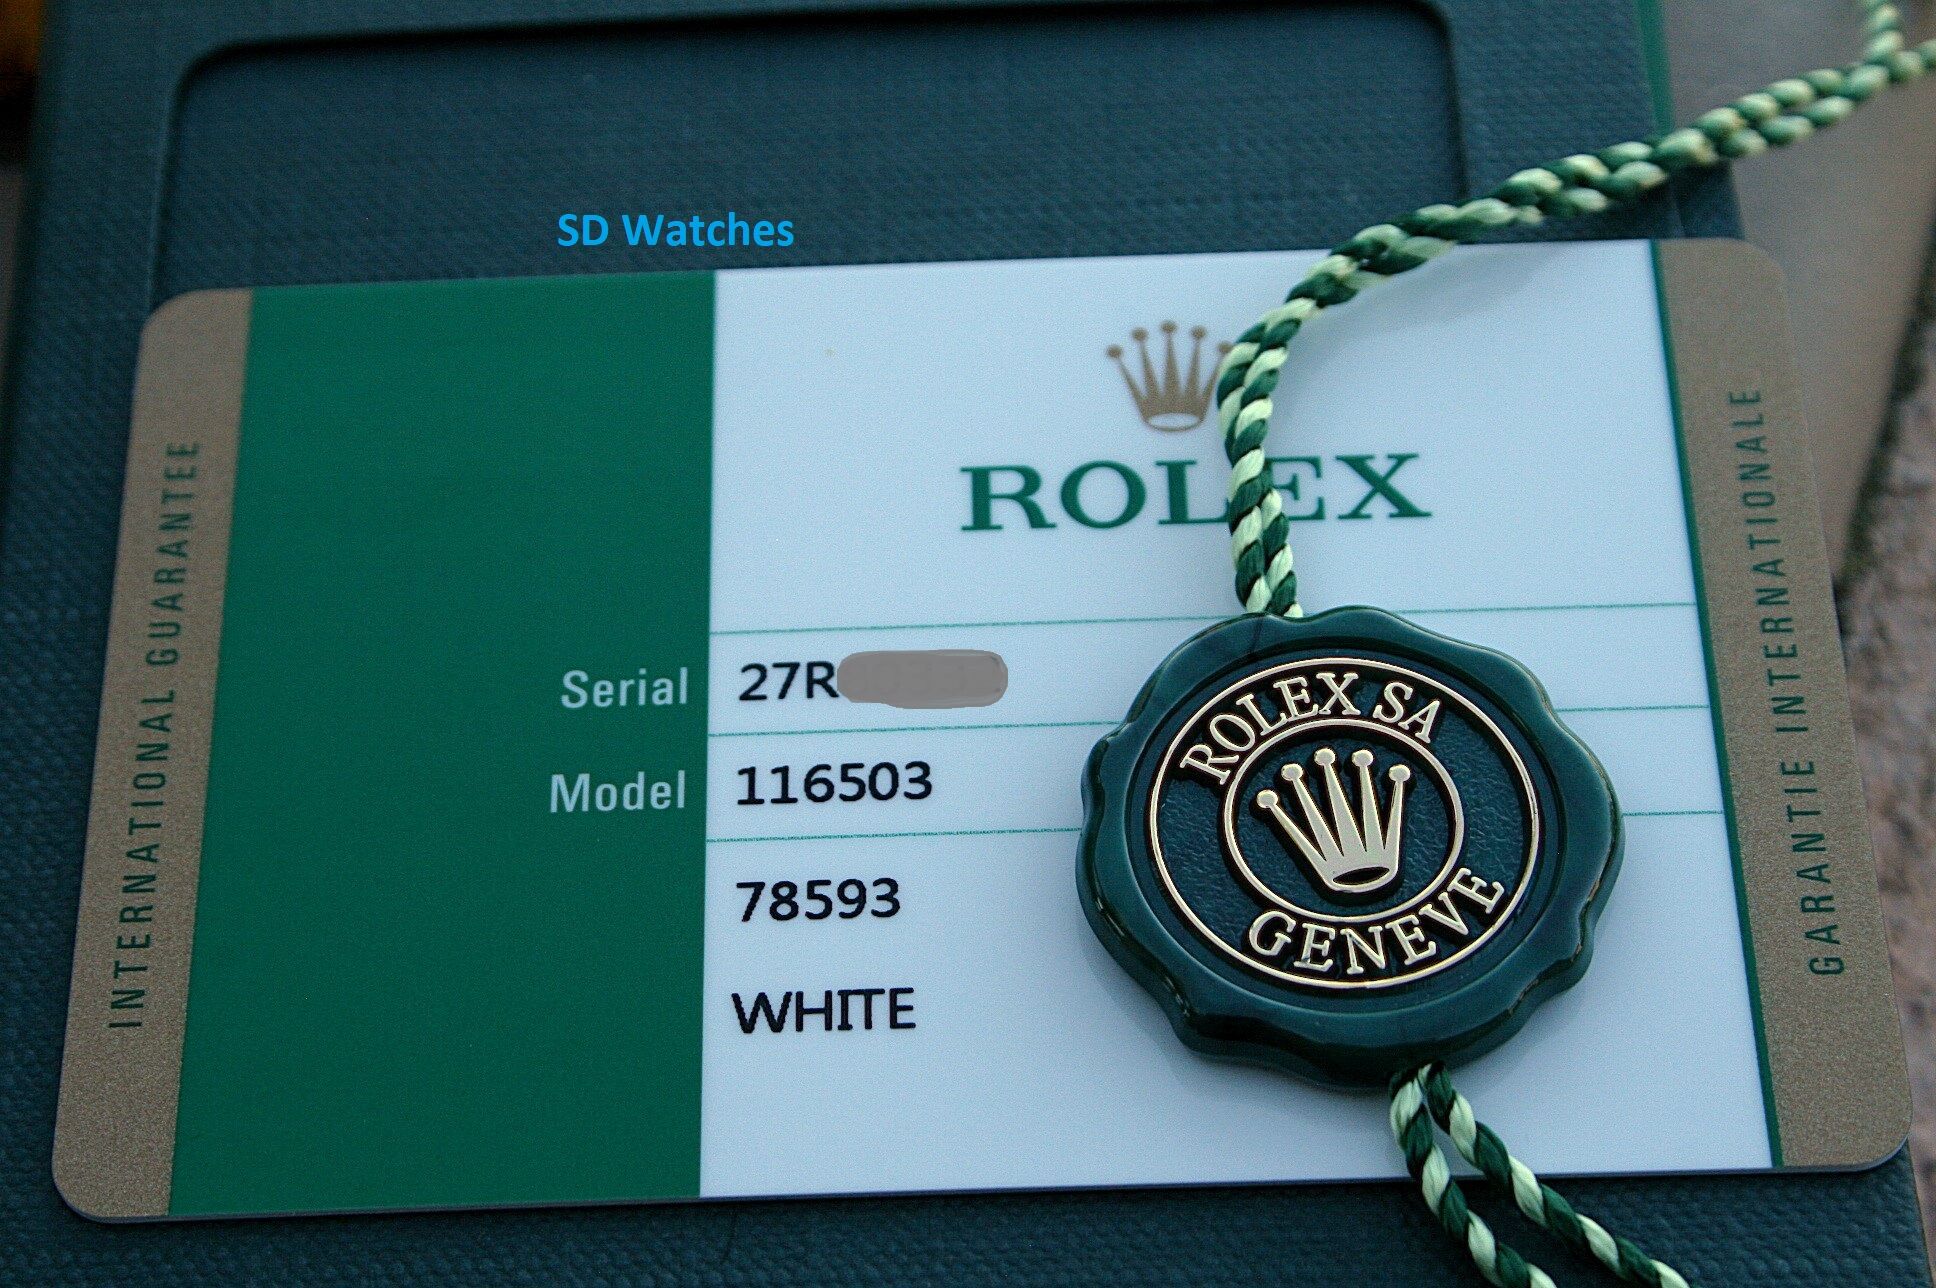 SD Watches
ROLEX
INTERNATIONAL GUARANTEE
Serial 27R
Model 116503
78593
WHITE
GARANTIE INTERNATIONALE
ROLEX SA
GENEVE